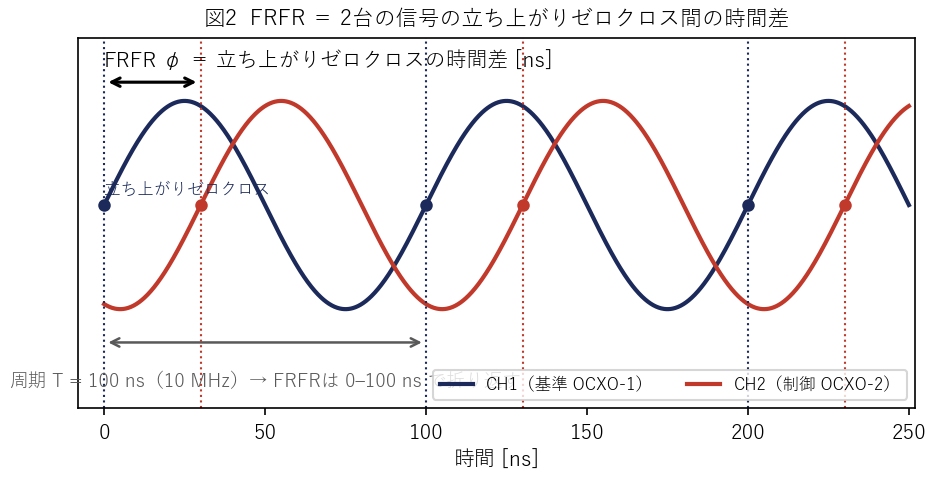 図2 FRFR = 2台の信号の立ち上がりゼロクロス間の時間差
FRFR ϕ = 立ち上がりゼロクロスの時間差 [ns]
立ち上がりゼロクロス
周期 T = 100 ns（10 MHz）→ FRFRは 0–100 ns
CH1（基準 OCXO-1）
CH2（制御 OCXO-2）
0 50 100 150 200 250
時間 [ns]